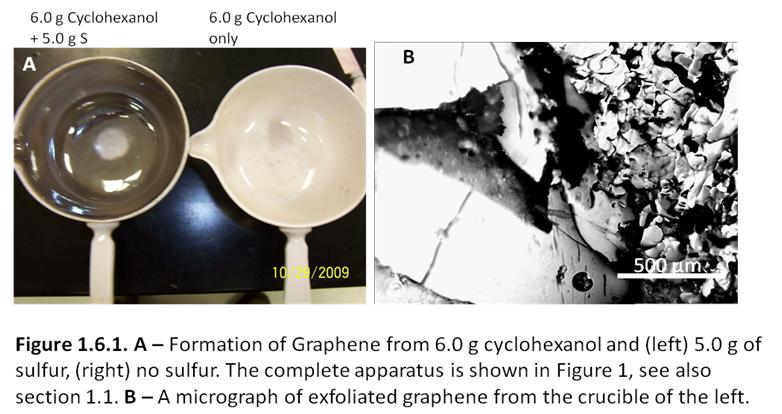 6.0 g Cyclohexanol
+ 5.0 g S
6.0 g Cyclohexanol
only
A
10/29/2009
B
500 μm
Figure 1.6.1. A – Formation of Graphene from 6.0 g cyclohexanol and (left) 5.0 g of
sulfur, (right) no sulfur. The complete apparatus is shown in Figure 1, see also
section 1.1. B – A micrograph of exfoliated graphene from the crucible of the left.